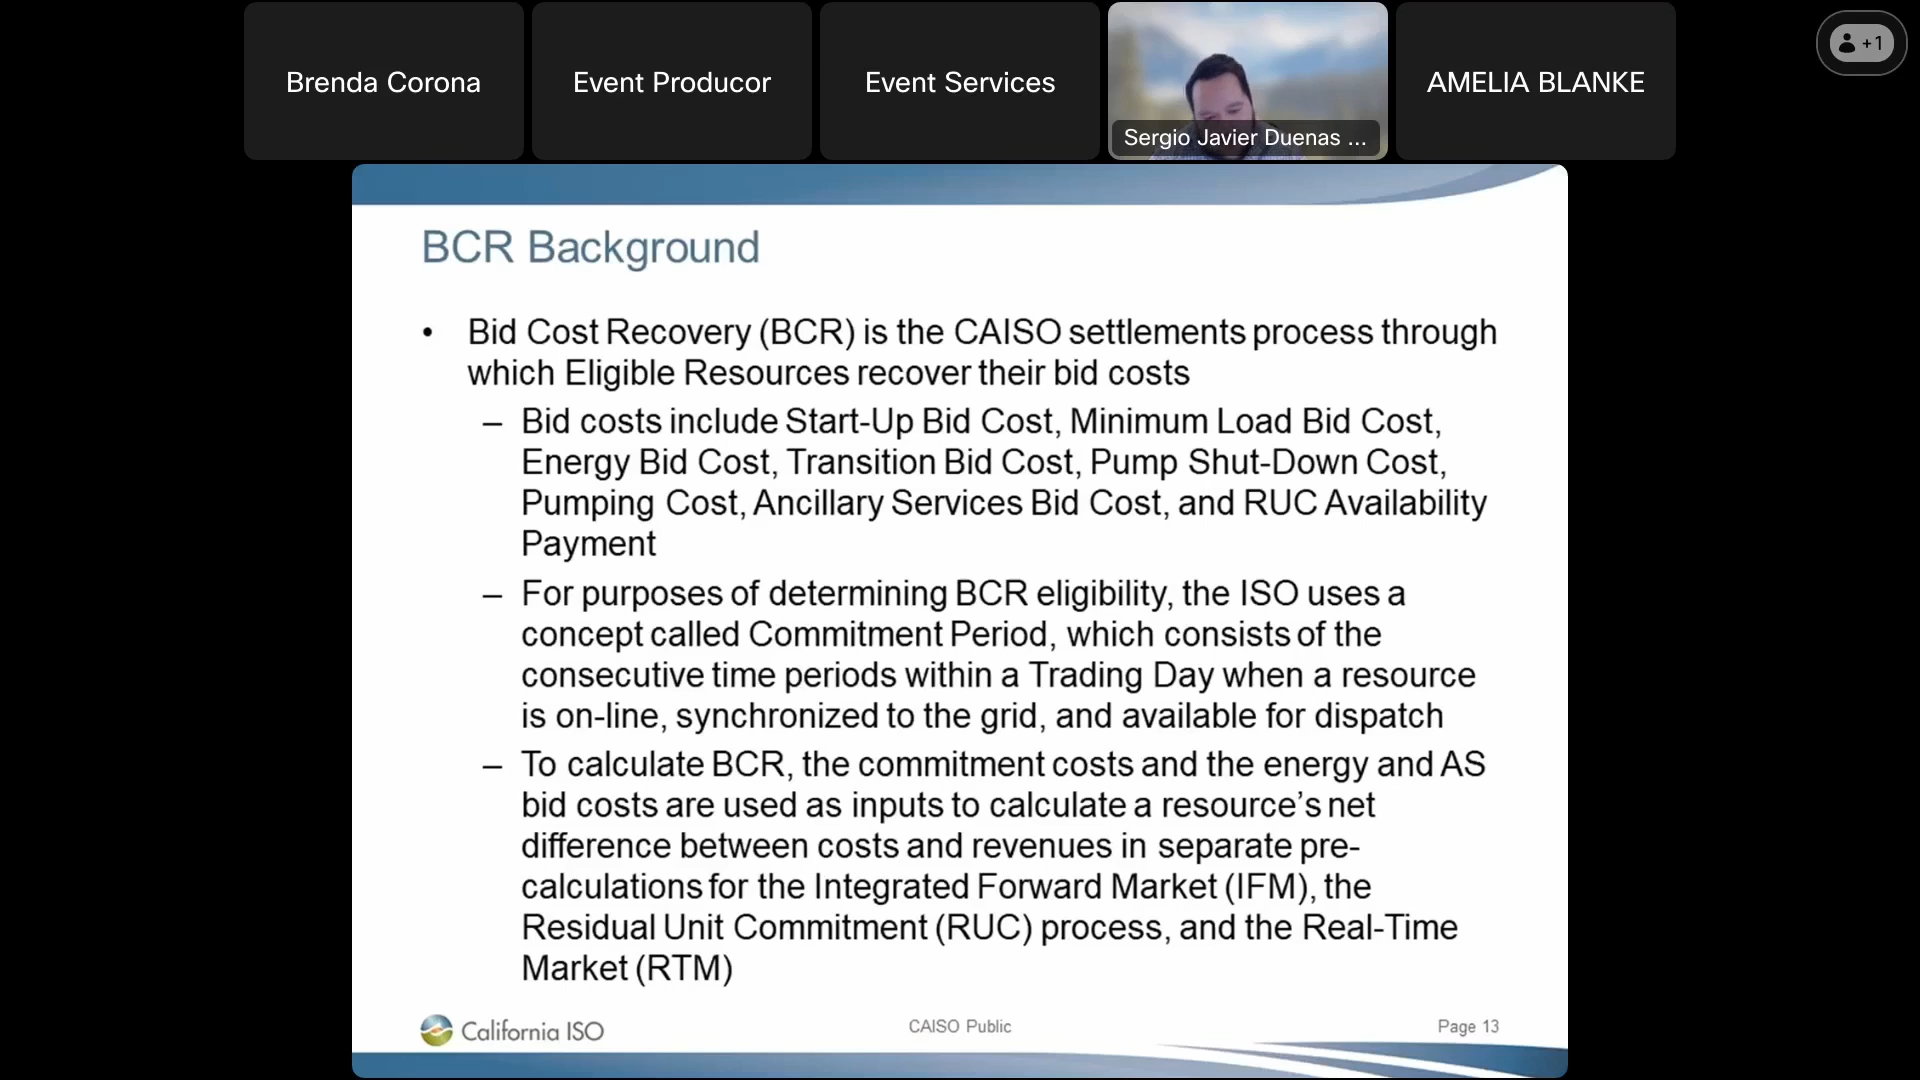 Brenda Corona
Event Producor
Event Services
Sergio Javier Duenas ...
AMELIA BLANKE
+1
BCR Background
• Bid Cost Recovery (BCR) is the CAISO settlements process through
which Eligible Resources recover their bid costs
– Bid costs include Start-Up Bid Cost, Minimum Load Bid Cost,
Energy Bid Cost, Transition Bid Cost, Pump Shut-Down Cost,
Pumping Cost, Ancillary Services Bid Cost, and RUC Availability
Payment
– For purposes of determining BCR eligibility, the ISO uses a
concept called Commitment Period, which consists of the
consecutive time periods within a Trading Day when a resource
is on-line, synchronized to the grid, and available for dispatch
– To calculate BCR, the commitment costs and the energy and AS
bid costs are used as inputs to calculate a resource's net
difference between costs and revenues in separate pre-
calculations for the Integrated Forward Market (IFM), the
Residual Unit Commitment (RUC) process, and the Real-Time
Market (RTM)
California ISO
CAISO Public
Page 13